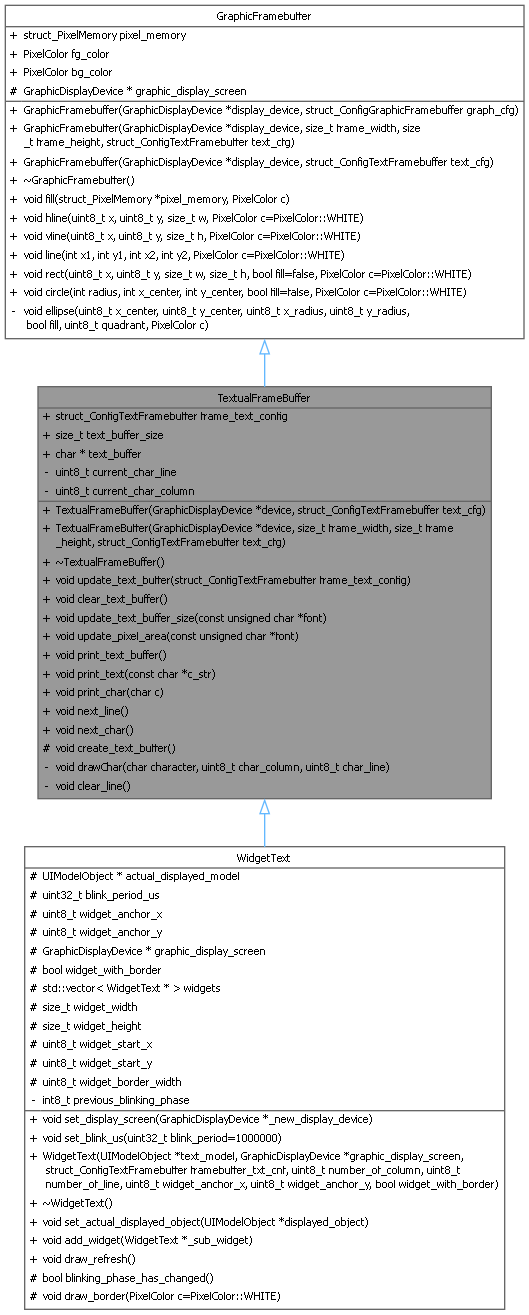 GraphicFramebuffer
+ struct_PixelMemory pixel_memory
+ PixelColor fg_color
+ PixelColor bg_color
# GraphicDisplayDevice * graphic_display_screen
+ GraphicFramebuffer(GraphicDisplayDevice *display_device, struct_ConfigGraphicFramebuffer graph_cfg)
+ GraphicFramebuffer(GraphicDisplayDevice *display_device, size_t frame_width, size
_t frame_height, struct_ConfigTextFramebuffer text_cfg)
+ GraphicFramebuffer(GraphicDisplayDevice *display_device, struct_ConfigTextFramebuffer text_cfg)
+ ~GraphicFramebuffer()
+ void fill(struct_PixelMemory *pixel_memory, PixelColor c)
+ void hline(uint8_t x, uint8_t y, size_t w, PixelColor c=PixelColor::WHITE)
+ void vline(uint8_t x, uint8_t y, size_t h, PixelColor c=PixelColor::WHITE)
+ void line(int x1, int y1, int x2, int y2, PixelColor c=PixelColor::WHITE)
+ void rect(uint8_t x, uint8_t y, size_t w, size_t h, bool fill=false, PixelColor c=PixelColor::WHITE)
+ void circle(int radius, int x_center, int y_center, bool fill=false, PixelColor c=PixelColor::WHITE)
- void ellipse(uint8_t x_center, uint8_t y_center, uint8_t x_radius, uint8_t y_radius,
bool fill, uint8_t quadrant, PixelColor c)
TextualFrameBuffer
+ struct_ConfigTextFramebuffer frame_text_config
+ size_t text_buffer_size
+ char * text_buffer
- uint8_t current_char_line
- uint8_t current_char_column
+ TextualFrameBuffer(GraphicDisplayDevice *device, struct_ConfigTextFramebuffer text_cfg)
+ TextualFrameBuffer(GraphicDisplayDevice *device, size_t frame_width, size_t frame
_height, struct_ConfigTextFramebuffer text_cfg)
+ ~TextualFrameBuffer()
+ void update_text_buffer(struct_ConfigTextFramebuffer frame_text_config)
+ void clear_text_buffer()
+ void update_text_buffer_size(const unsigned char *font)
+ void update_pixel_area(const unsigned char *font)
+ void print_text_buffer()
+ void print_text(const char *c_str)
+ void print_char(char c)
+ void next_line()
+ void next_char()
# void create_text_buffer()
- void drawChar(char character, uint8_t char_column, uint8_t char_line)
- void clear_line()
WidgetText
# UIModelObject * actual_displayed_model
# uint32_t blink_period_us
# uint8_t widget_anchor_x
# uint8_t widget_anchor_y
# GraphicDisplayDevice * graphic_display_screen
# bool widget_with_border
# std::vector< WidgetText * > widgets
# size_t widget_width
# size_t widget_height
# uint8_t widget_start_x
# uint8_t widget_start_y
# uint8_t widget_border_width
- int8_t previous_blinking_phase
+ void set_display_screen(GraphicDisplayDevice *_new_display_device)
+ void set_blink_us(uint32_t blink_period=1000000)
+ WidgetText(UIModelObject *text_model, GraphicDisplayDevice *graphic_display_screen,
struct_ConfigTextFramebuffer framebuffer_txt_cnf, uint8_t number_of_column, uint8_t
number_of_line, uint8_t widget_anchor_x, uint8_t widget_anchor_y, bool widget_with_border)
+ ~WidgetText()
+ void set_actual_displayed_object(UIModelObject *displayed_object)
+ void add_widget(WidgetText *_sub_widget)
+ void draw_refresh()
# bool blinking_phase_has_changed()
# void draw_border(PixelColor c=PixelColor::WHITE)